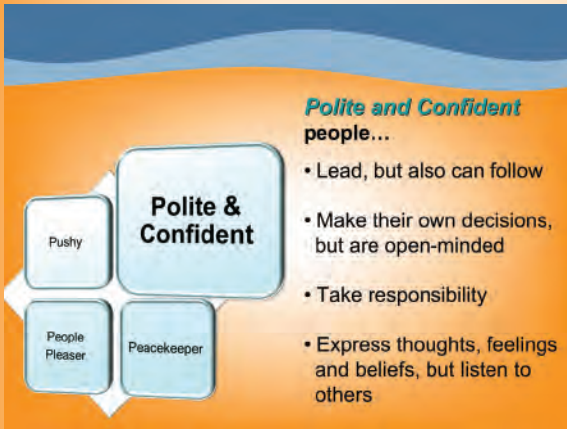 Polite and Confident
people…
• Lead, but also can follow
• Make their own decisions,
but are open-minded
• Take responsibility
• Express thoughts, feelings
and beliefs, but listen to
others
Polite &
Confident
Pushy
People
Pleaser
Peacekeeper